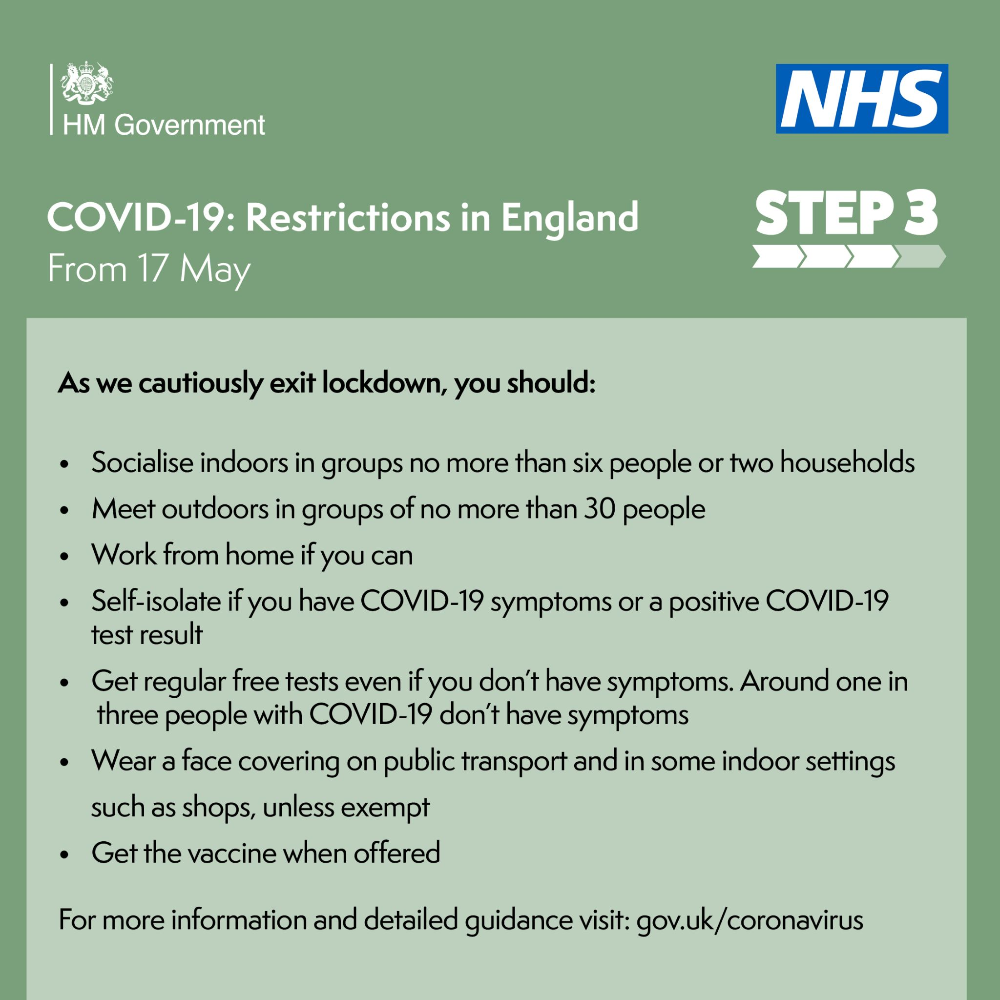 HM Government
NHS
COVID-19: Restrictions in England
From 17 May
STEP 3
As we cautiously exit lockdown, you should:
• Socialise indoors in groups no more than six people or two households
• Meet outdoors in groups of no more than 30 people
• Work from home if you can
• Self-isolate if you have COVID-19 symptoms or a positive COVID-19
test result
• Get regular free tests even if you don’t have symptoms. Around one in
three people with COVID-19 don’t have symptoms
• Wear a face covering on public transport and in some indoor settings
such as shops, unless exempt
• Get the vaccine when offered
For more information and detailed guidance visit: gov.uk/coronavirus